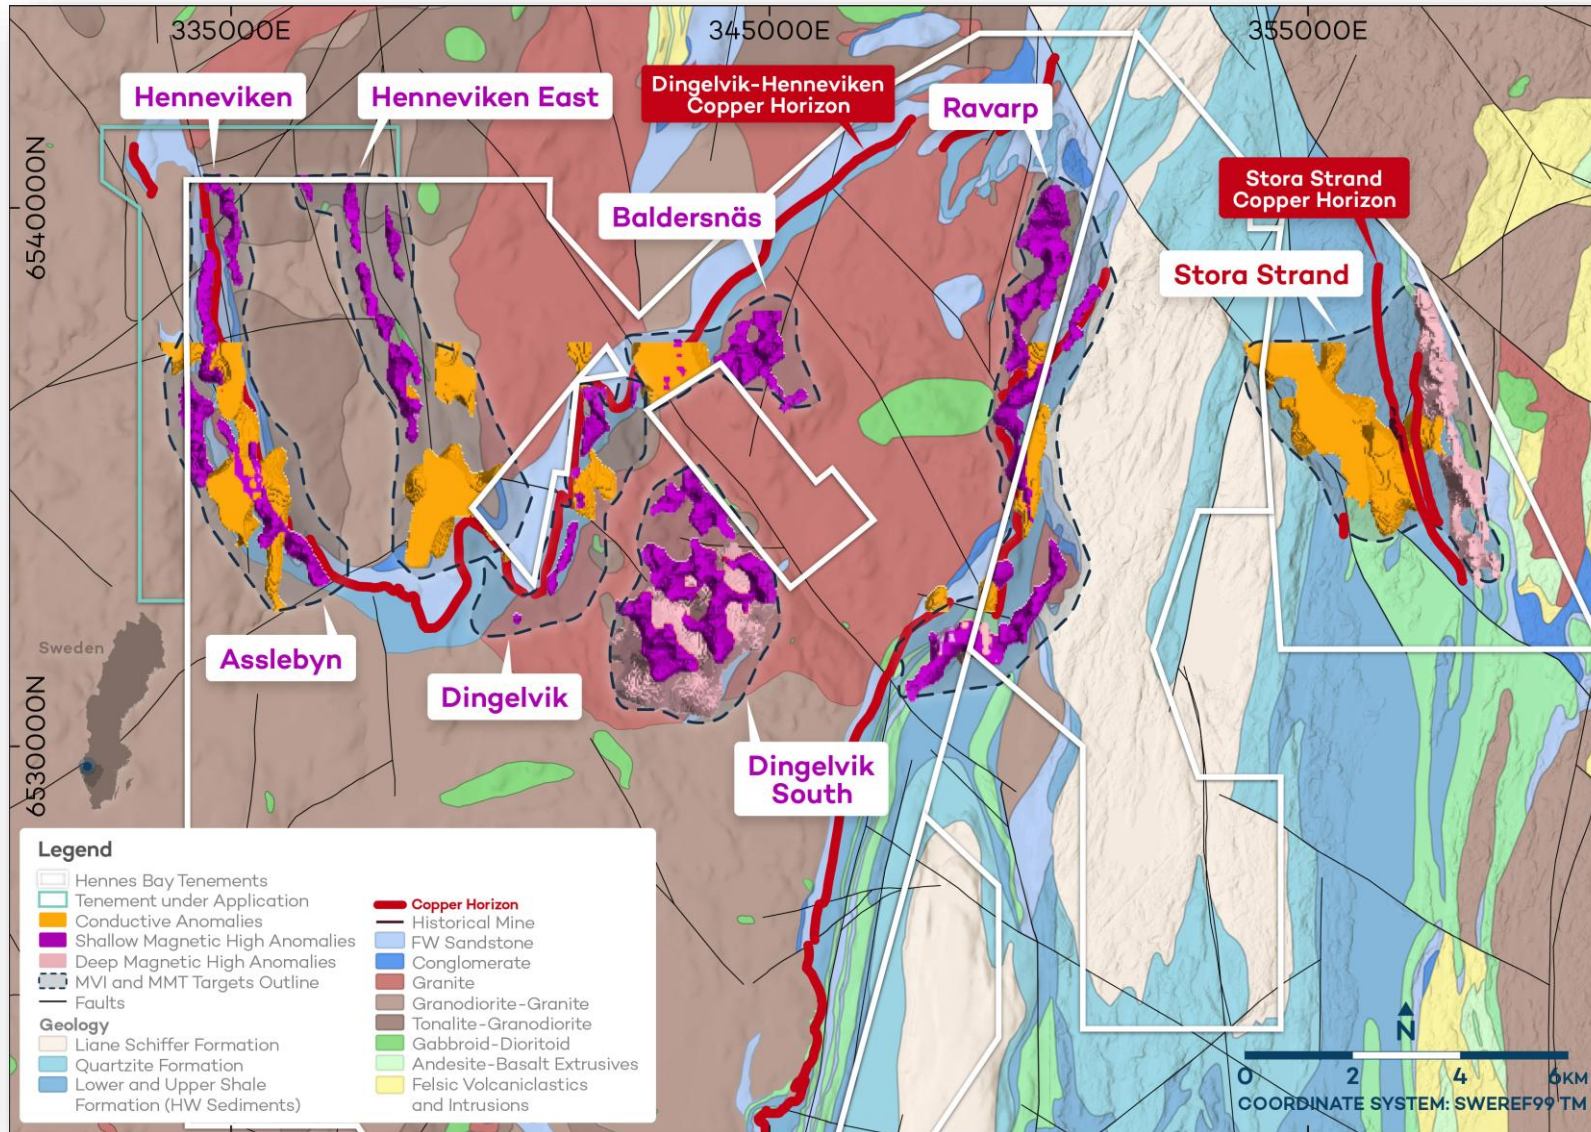 335000E
345000E
355000E
6540000N
6530000N
Henneviken
Henneviken East
Dingelvik-Henneviken
Copper Horizon
Ravarp
Baldersnäs
Stora Strand
Copper Horizon
Stora Strand
Asslebyn
Dingelvik
Dingelvik
South
Sweden
Legend
Hennes Bay Tenements
Tenement under Application
Conductive Anomalies
Shallow Magnetic High Anomalies
Deep Magnetic High Anomalies
MVI and MMT Targets Outline
Faults
Geology
Liane Schiffer Formation
Quartzite Formation
Lower and Upper Shale
Formation (HW Sediments)
Copper Horizon
Historical Mine
FW Sandstone
Conglomerate
Granite
Granodiorite-Granite
Tonalite-Granodiorite
Gabbroid-Dioritoid
Andesite-Basalt Extrusives
Felsic Volcaniclastics
and Intrusions
N
0 2 4 6KM
COORDINATE SYSTEM: SWEREF99 TM